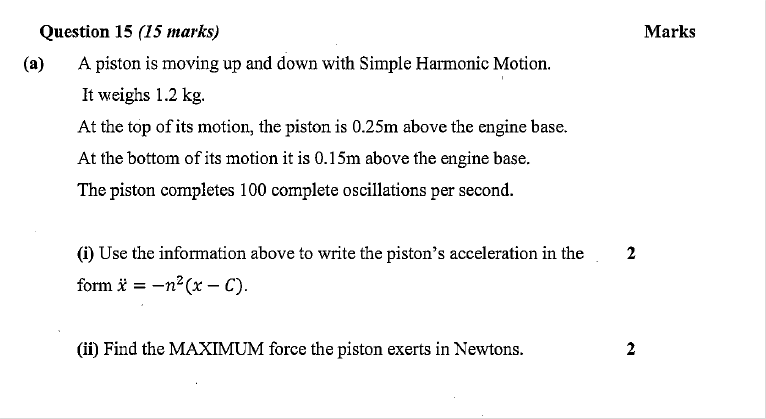 Question 15 (15 marks) Marks
(a) A piston is moving up and down with Simple Harmonic Motion.
It weighs 1.2 kg.
At the top of its motion, the piston is 0.25m above the engine base.
At the bottom of its motion it is 0.15m above the engine base.
The piston completes 100 complete oscillations per second.
(i) Use the information above to write the piston's acceleration in the 2
form ẍ = −n²(x − C).
(ii) Find the MAXIMUM force the piston exerts in Newtons. 2